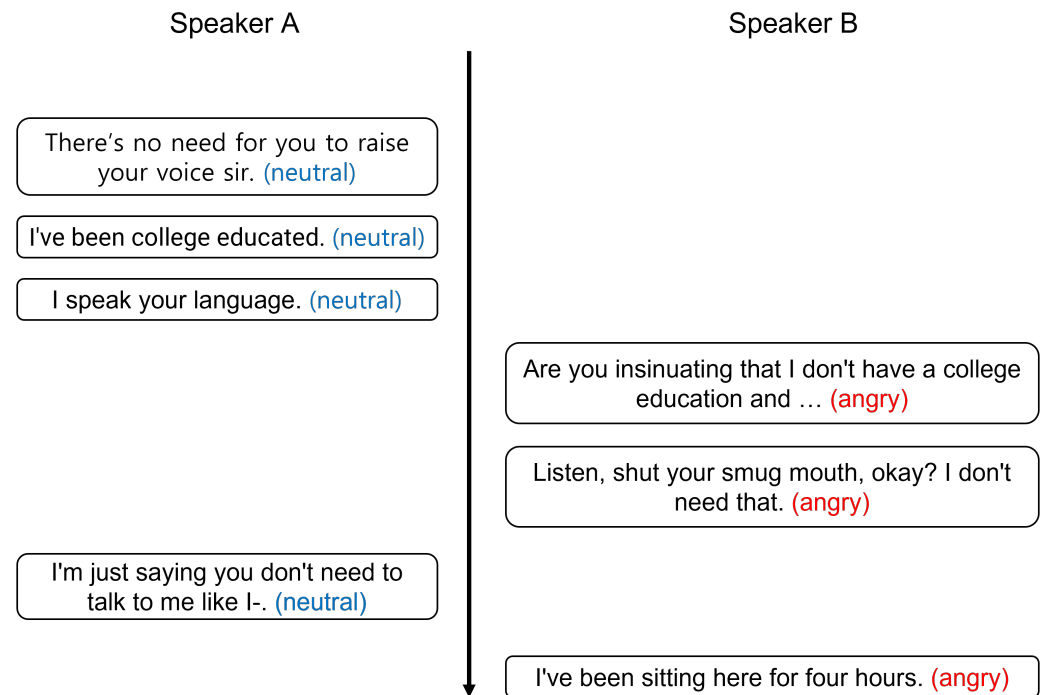 Speaker A
Speaker B
There's no need for you to raise
your voice sir. (neutral)
I've been college educated. (neutral)
I speak your language. (neutral)
Are you insinuating that I don't have a college
education and … (angry)
Listen, shut your smug mouth, okay? I don't
need that. (angry)
I'm just saying you don't need to
talk to me like I-. (neutral)
I've been sitting here for four hours. (angry)